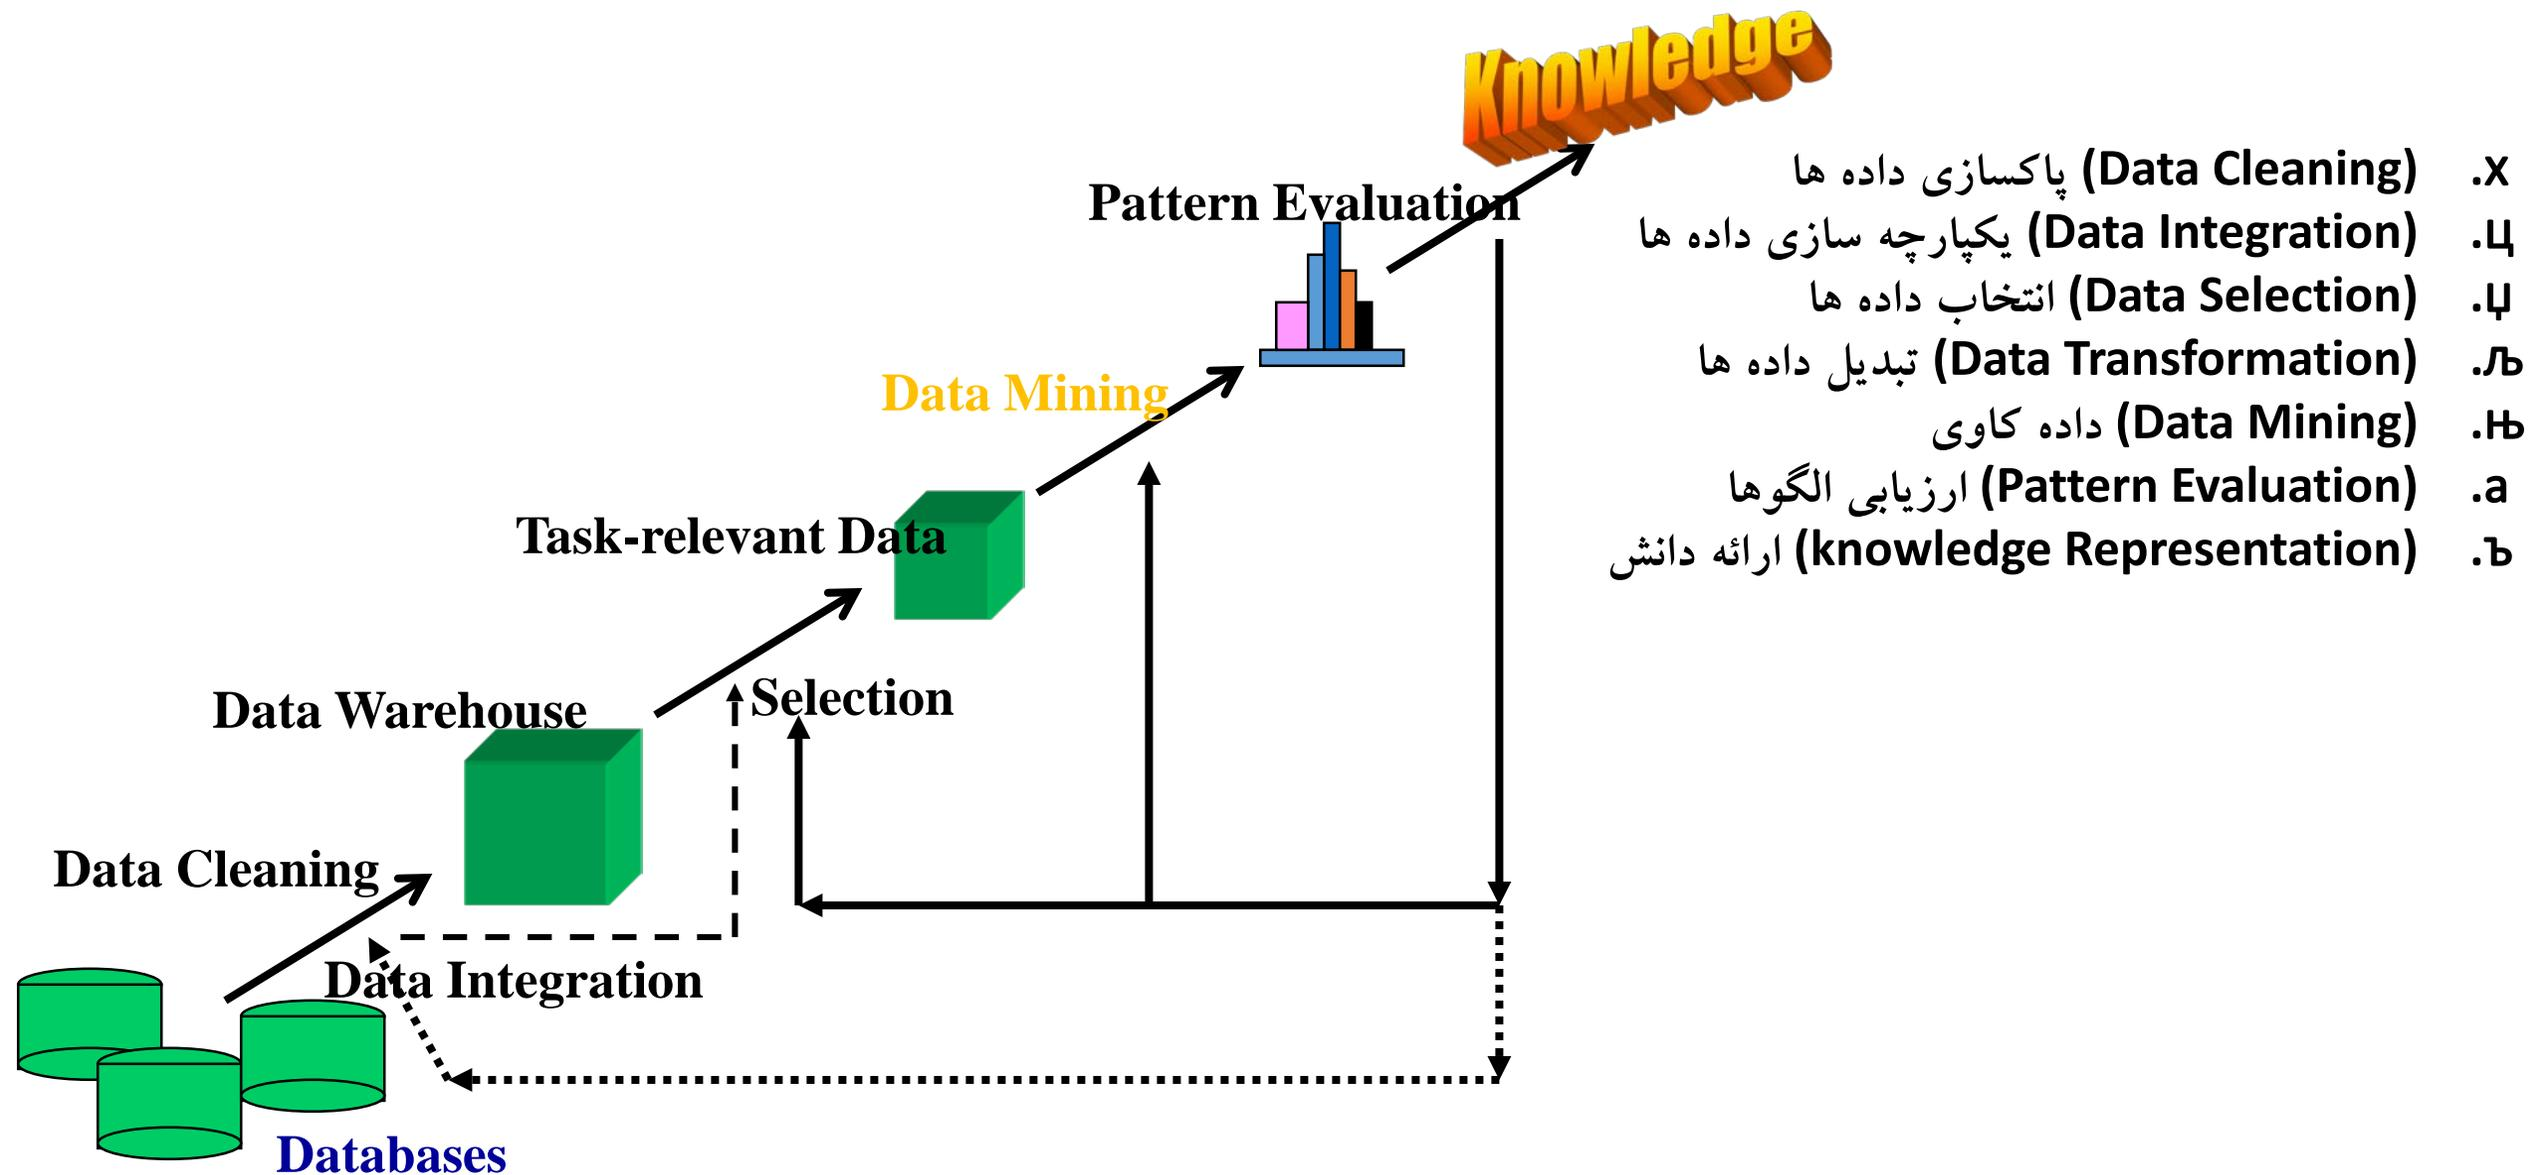 Knowledge
Pattern Evaluation
Data Mining
Task-relevant Data
Selection
Data Warehouse
Data Cleaning
Data Integration
Databases
.х (Data Cleaning) پاکسازی داده ها
.ц (Data Integration) یکپارچه سازی داده ها
.џ (Data Selection) انتخاب داده ها
.љ (Data Transformation) تبدیل داده ها
.њ (Data Mining) داده کاوی
.а (Pattern Evaluation) ارزیابی الگوها
.ъ (knowledge Representation) ارائه دانش